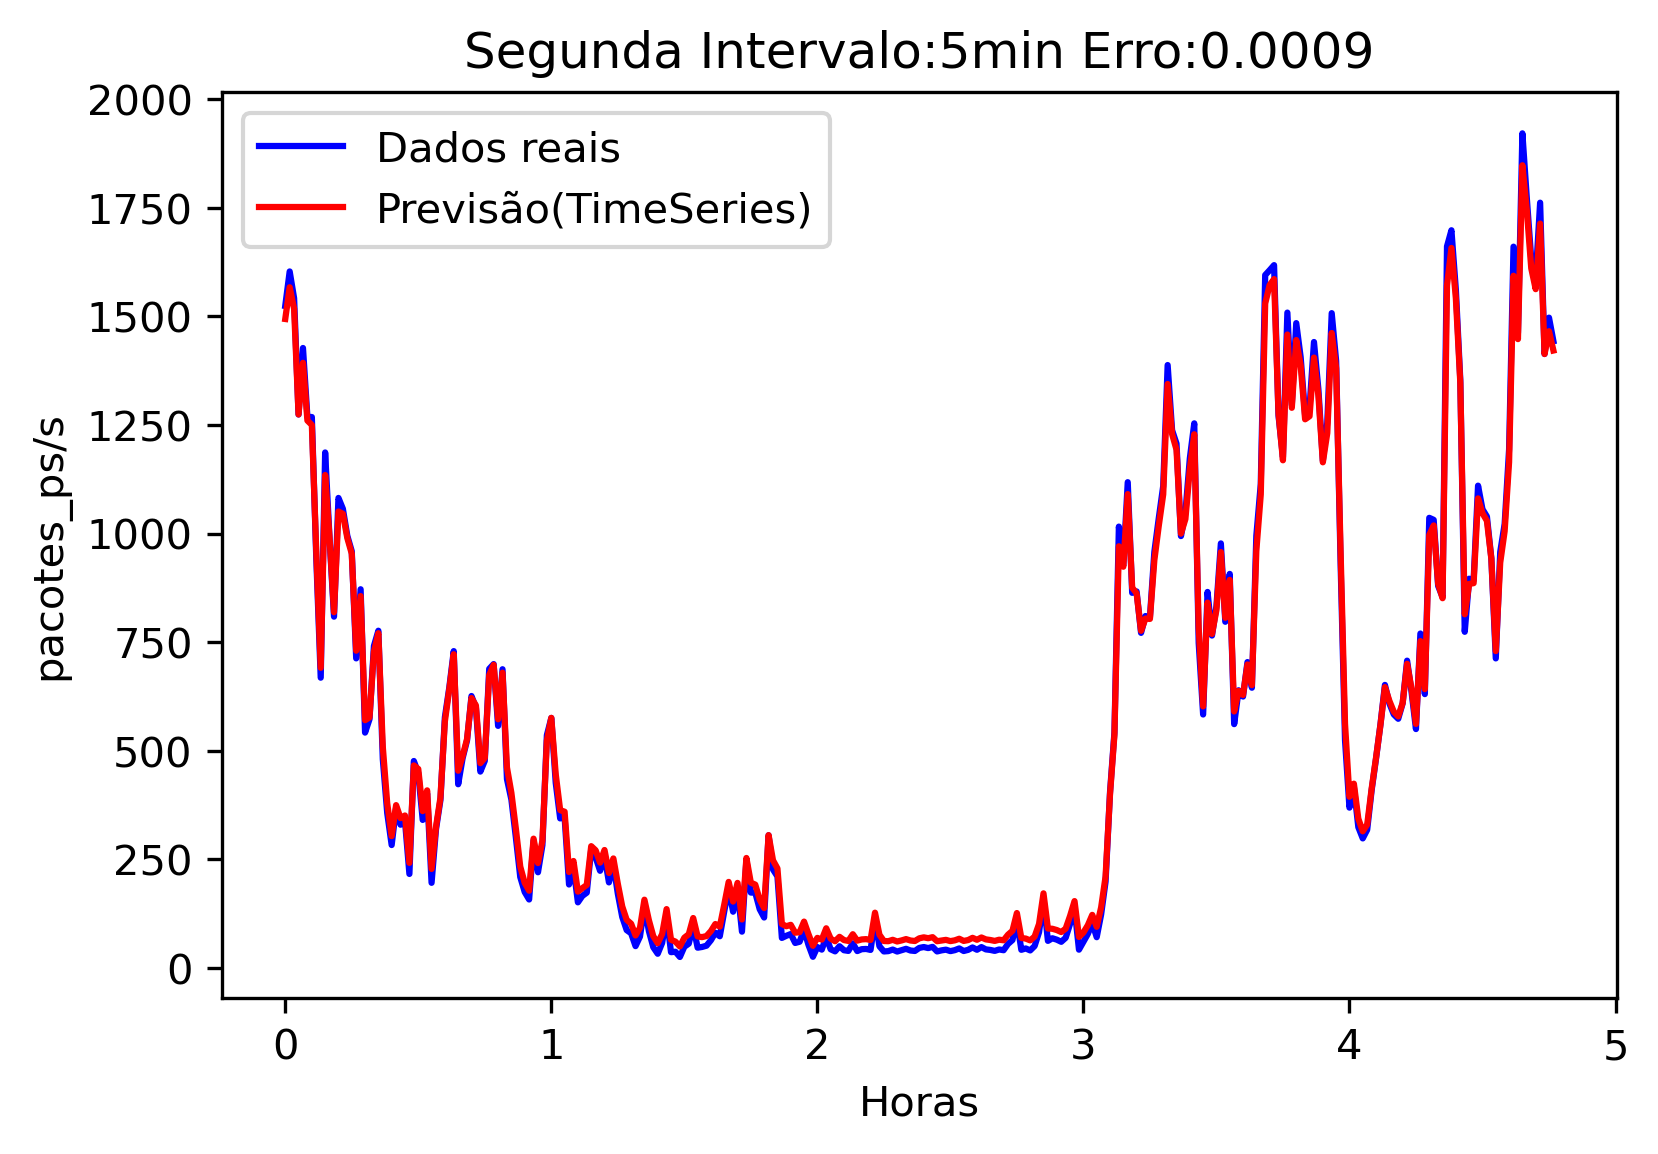 Segunda Intervalo:5min Erro:0.0009
Dados reais
Previsão(TimeSeries)
pacotes_ps/s
2000
1750
1500
1250
1000
750
500
250
0
0 1 2 3 4 5
Horas